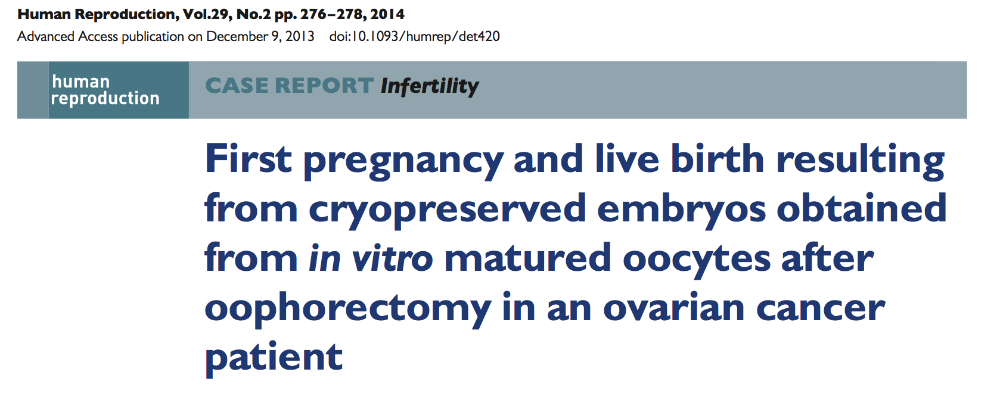 Human Reproduction, Vol.29, No.2 pp. 276–278, 2014
Advanced Access publication on December 9, 2013 doi:10.1093/humrep/det420
human
reproduction
CASE REPORT Infertility
First pregnancy and live birth resulting
from cryopreserved embryos obtained
from in vitro matured oocytes after
oophorectomy in an ovarian cancer
patient